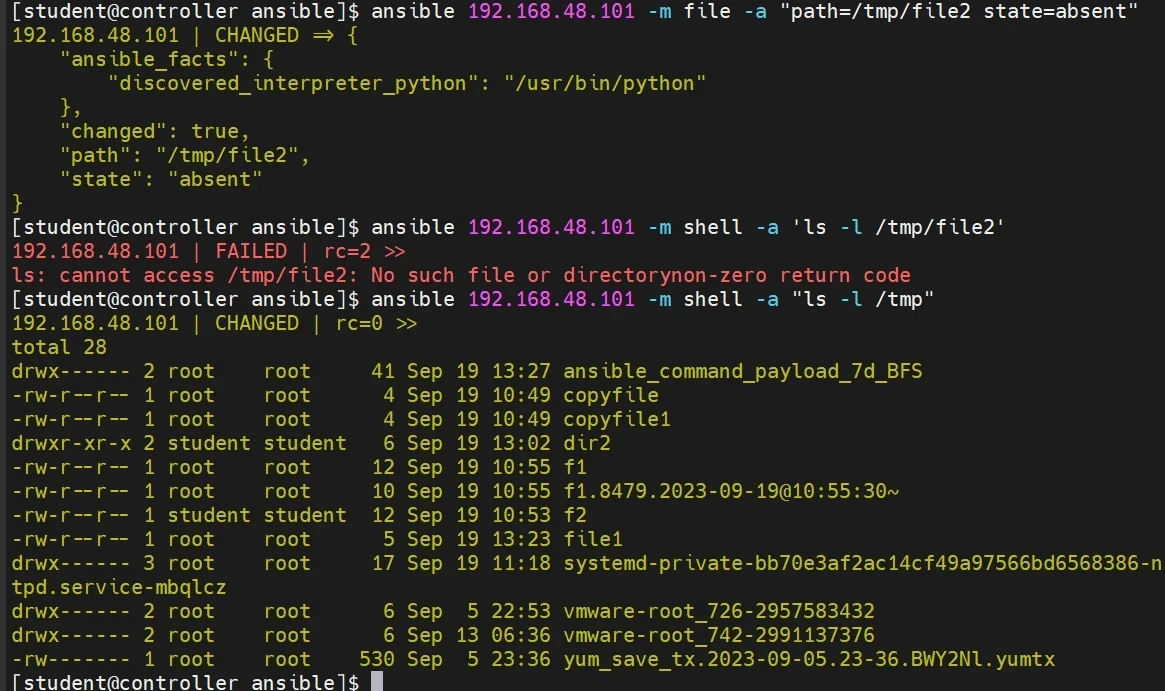 [student@controller ansible]$ ansible 192.168.48.101 -m file -a "path=/tmp/file2 state=absent"
192.168.48.101 | CHANGED => {
    "ansible_facts": {
        "discovered_interpreter_python": "/usr/bin/python"
    },
    "changed": true,
    "path": "/tmp/file2",
    "state": "absent"
}
[student@controller ansible]$ ansible 192.168.48.101 -m shell -a 'ls -l /tmp/file2'
192.168.48.101 | FAILED | rc=2 >>
ls: cannot access /tmp/file2: No such file or directorynon-zero return code
[student@controller ansible]$ ansible 192.168.48.101 -m shell -a "ls -l /tmp"
192.168.48.101 | CHANGED | rc=0 >>
total 28
drwx------ 2 root    root     41 Sep 19 13:27 ansible_command_payload_7d_BFS
-rw-r--r-- 1 root    root      4 Sep 19 10:49 copyfile
-rw-r--r-- 1 root    root      4 Sep 19 10:49 copyfile1
drwxr-xr-x 2 student student   6 Sep 19 13:02 dir2
-rw-r--r-- 1 root    root     12 Sep 19 10:55 f1
-rw-r--r-- 1 root    root     10 Sep 19 10:55 f1.8479.2023-09-19@10:55:30~
-rw-r--r-- 1 student student  12 Sep 19 10:53 f2
-rw-r--r-- 1 root    root      5 Sep 19 13:23 file1
drwx------ 3 root    root     17 Sep 19 11:18 systemd-private-bb70e3af2ac14cf49a97566bd6568386-n
tpd.service-mbqlcz
drwx------ 2 root    root      6 Sep  5 22:53 vmware-root_726-2957583432
drwx------ 2 root    root      6 Sep 13 06:36 vmware-root_742-2991137376
-rw------- 1 root    root    530 Sep  5 23:36 yum_save_tx.2023-09-05.23-36.BWY2Nl.yumtx
[student@controller ansible]$